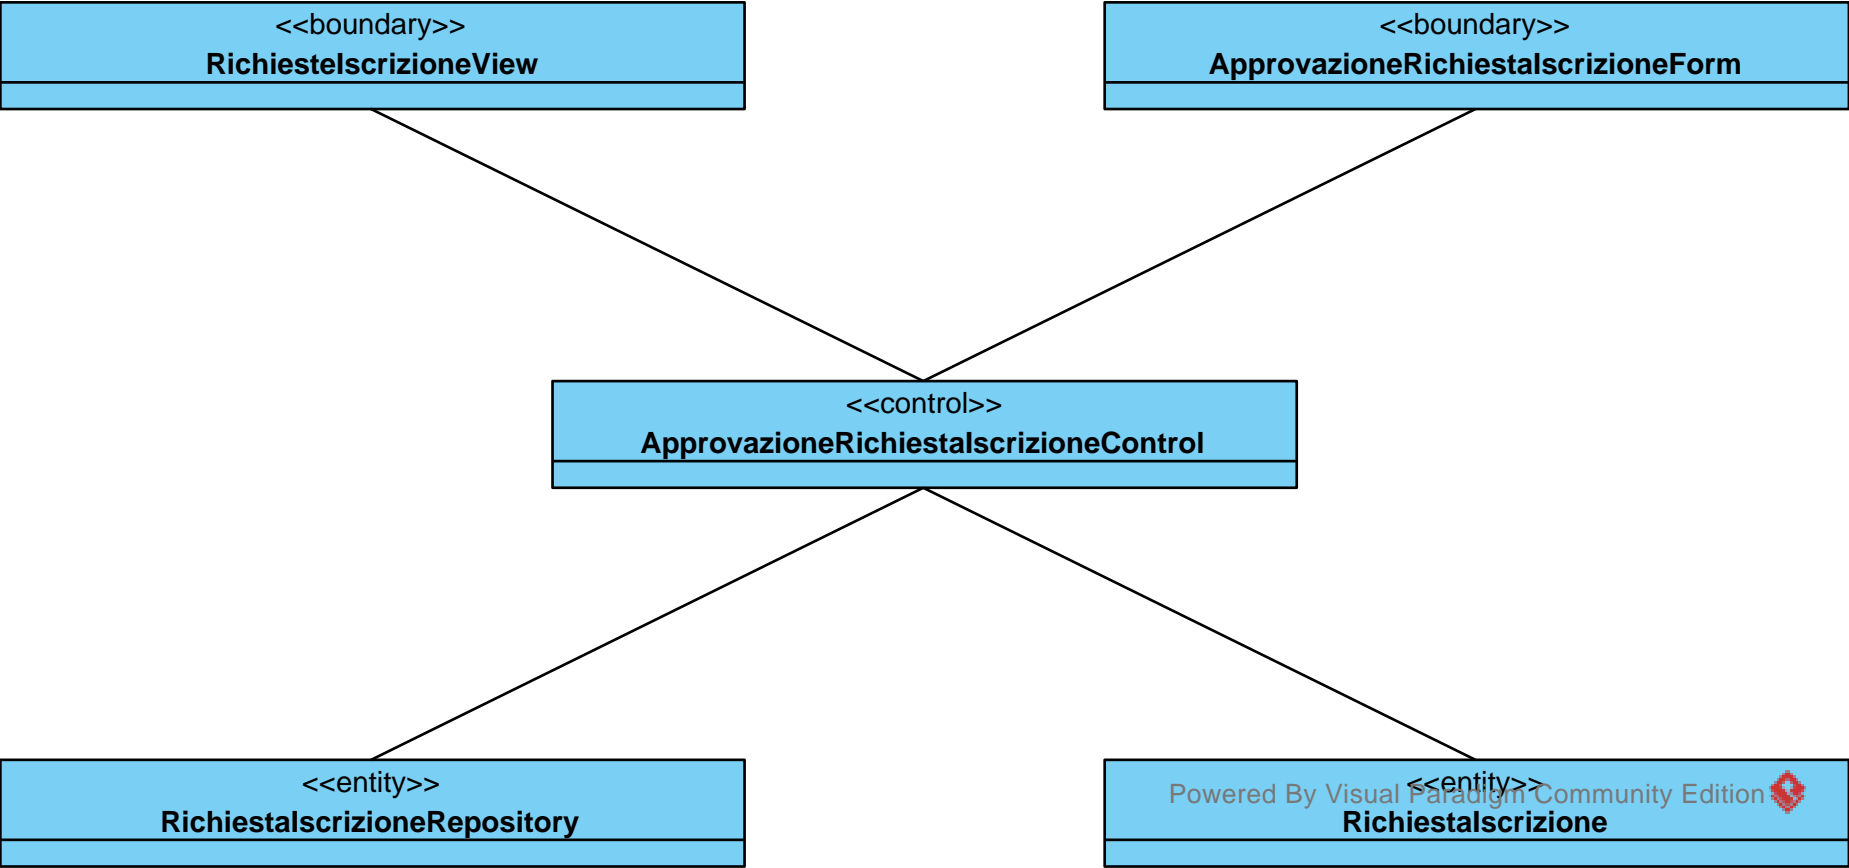 <<boundary>>
RichiesteIscrizioneView
<<boundary>>
ApprovazioneRichiestaIscrizioneForm
<<control>>
ApprovazioneRichiestaIscrizioneControl
<<entity>>
RichiestaIscrizioneRepository
<<entity>>
Powered By Visual Paradigm Community Edition
RichiestaIscrizione